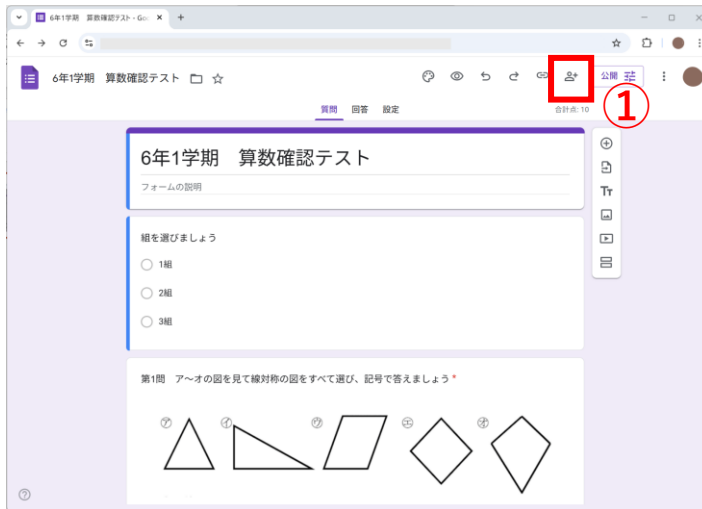 6年1学期　算数確認テスト - Goo
6年1学期　算数確認テスト
公開
①
質問　回答　設定
合計点: 10
6年1学期　算数確認テスト
フォームの説明
組を選びましょう
1組
2組
3組
第1問　ア～オの図を見て線対称の図をすべて選び、記号で答えましょう *
㋐ ㋑ ㋒ ㋓ ㋔
Tт